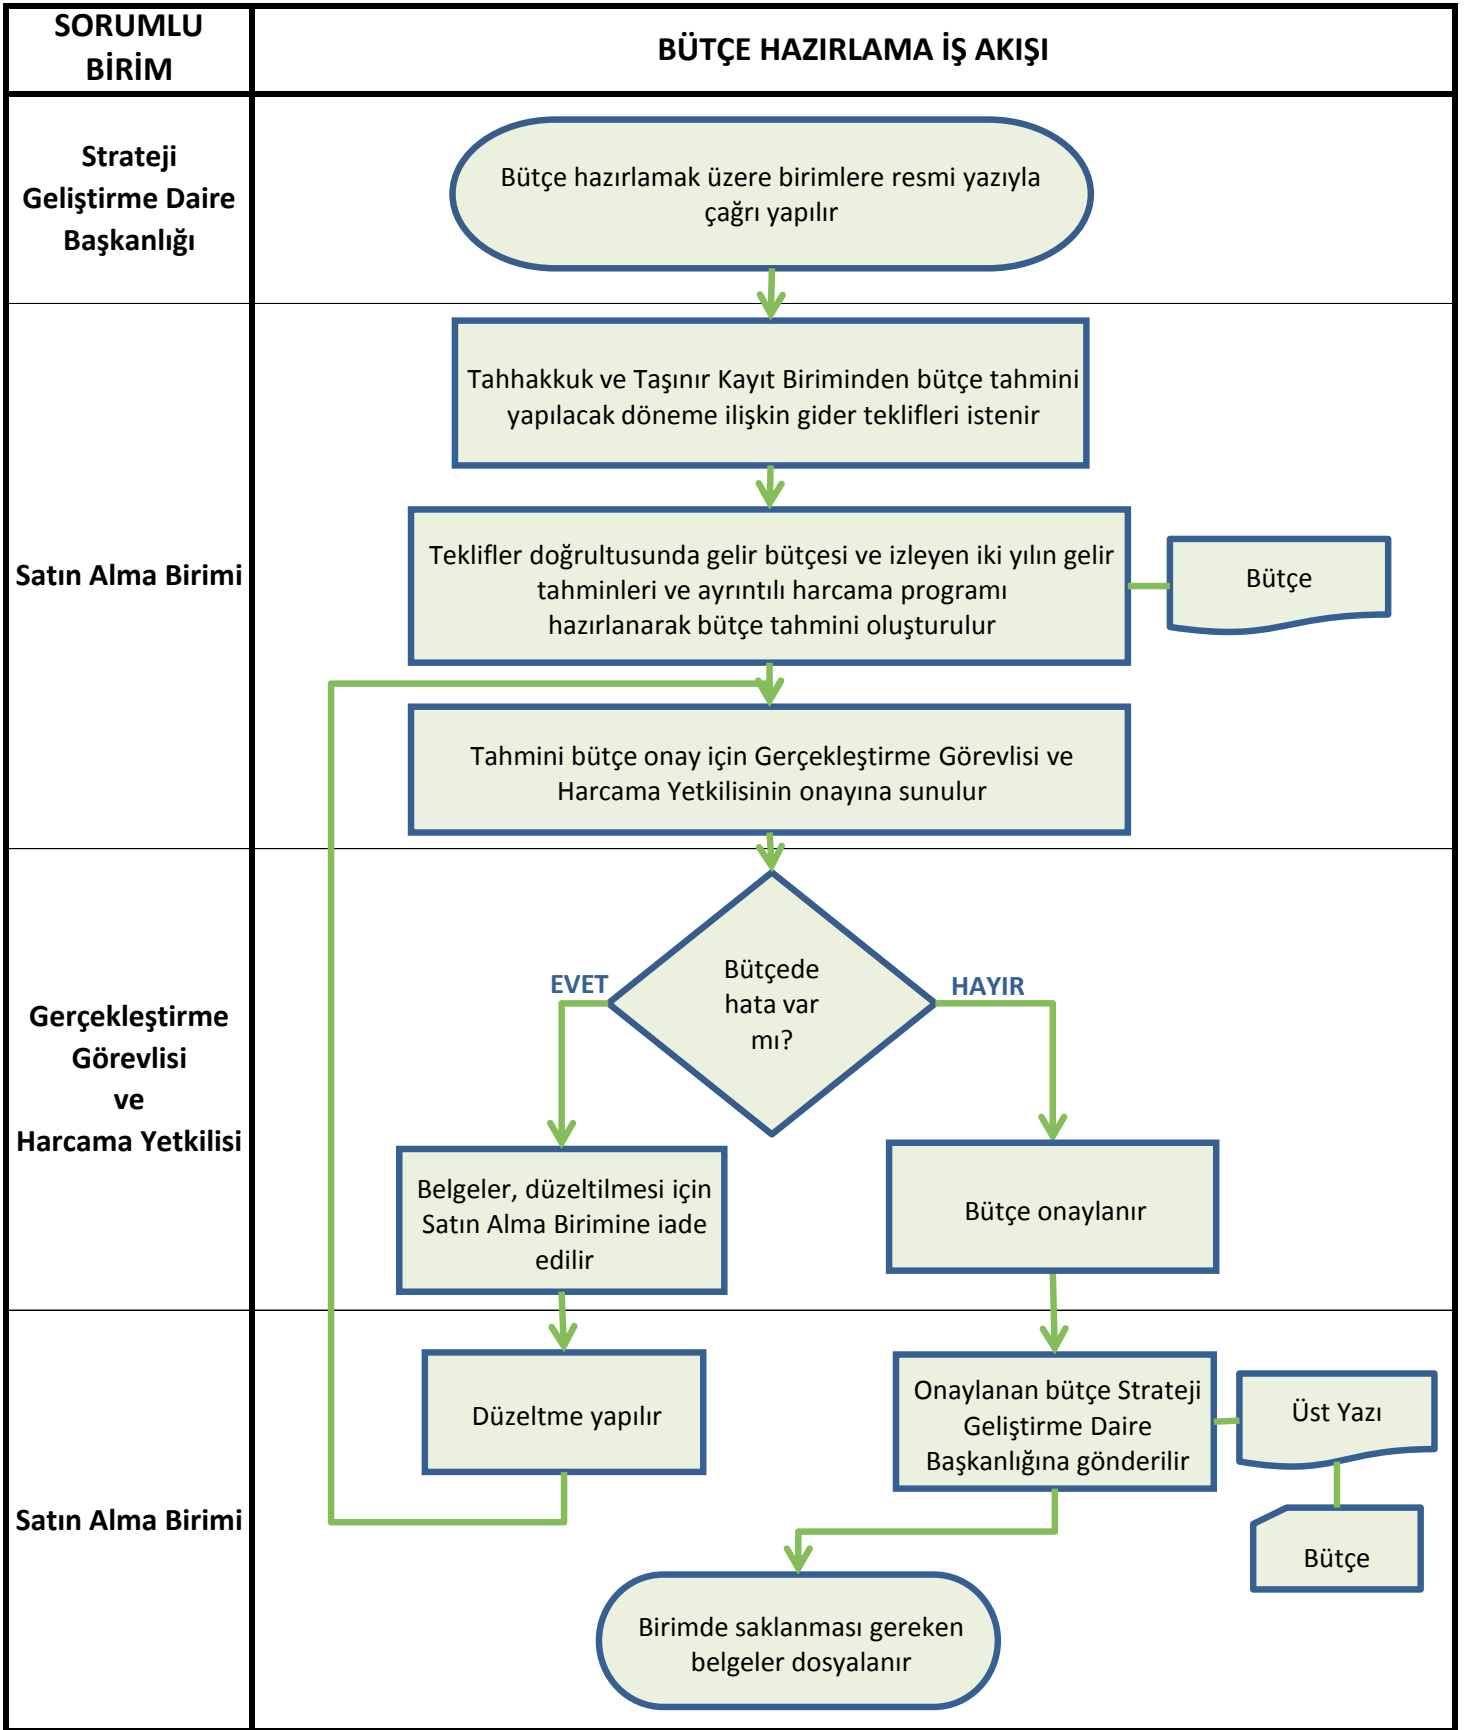 SORUMLU
BİRİM
BÜTÇE HAZIRLAMA İŞ AKIŞI
Strateji
Geliştirme Daire
Başkanlığı
Bütçe hazırlamak üzere birimlere resmi yazıyla
çağrı yapılır
Satın Alma Birimi
Tahhakkuk ve Taşınır Kayıt Biriminden bütçe tahmini
yapılacak döneme ilişkin gider teklifleri istenir
Teklifler doğrultusunda gelir bütçesi ve izleyen iki yılın gelir
tahminleri ve ayrıntılı harcama programı
hazırlanarak bütçe tahmini oluşturulur
Bütçe
Tahmini bütçe onay için Gerçekleştirme Görevlisi ve
Harcama Yetkilisinin onayına sunulur
Gerçekleştirme
Görevlisi
ve
Harcama Yetkilisi
Bütçede
hata var
mı?
EVET
HAYIR
Belgeler, düzeltilmesi için
Satın Alma Birimine iade
edilir
Bütçe onaylanır
Satın Alma Birimi
Düzeltme yapılır
Onaylanan bütçe Strateji
Geliştirme Daire
Başkanlığına gönderilir
Üst Yazı
Bütçe
Birimde saklanması gereken
belgeler dosyalanır